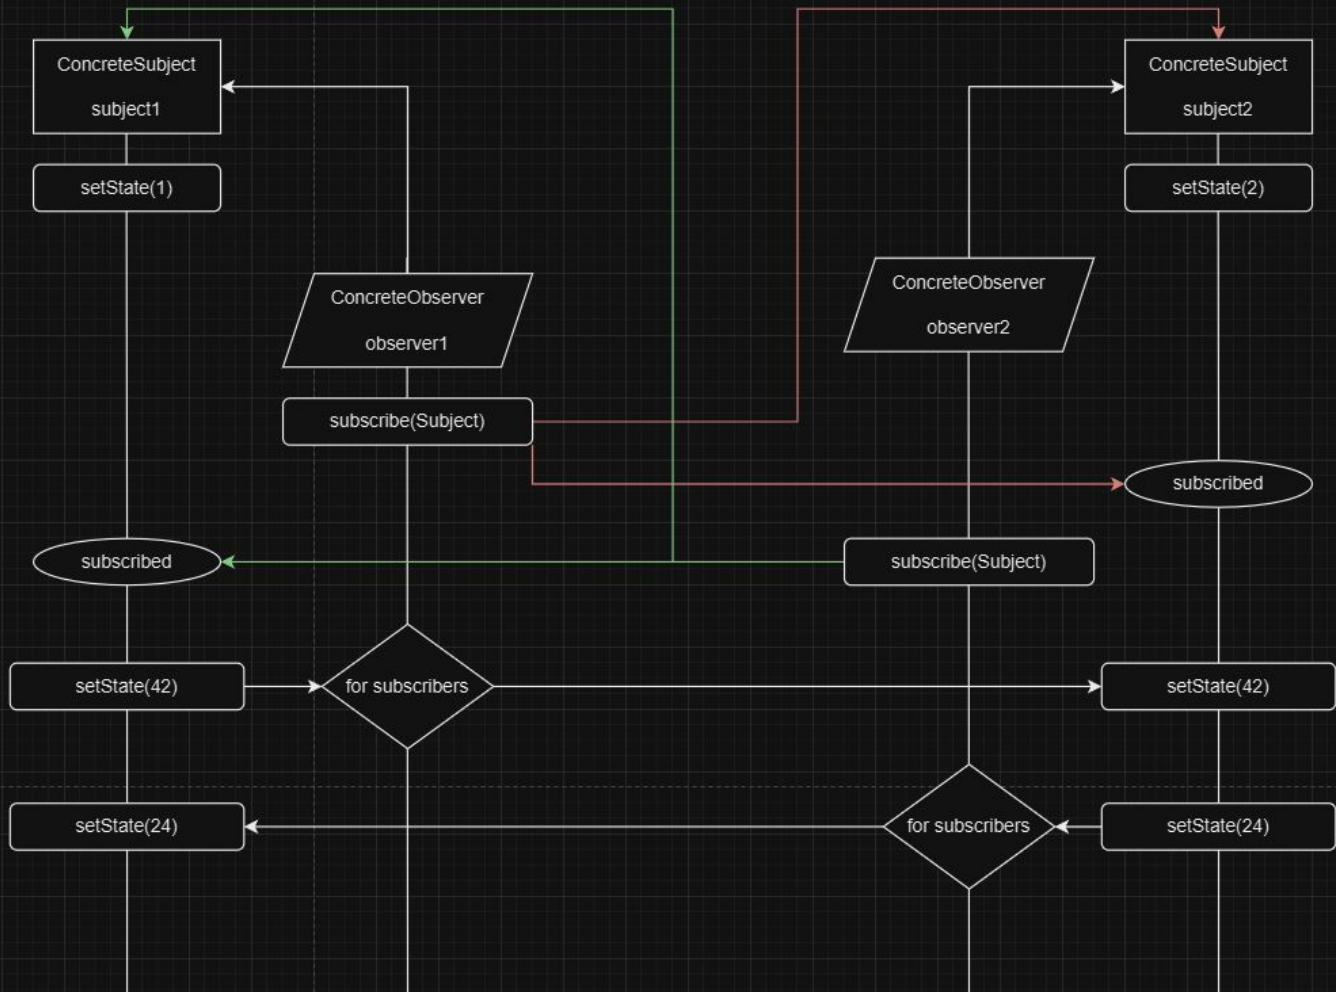 ConcreteSubject
subject1
ConcreteSubject
subject2
setState(1)
setState(2)
ConcreteObserver
observer1
ConcreteObserver
observer2
subscribe(Subject)
subscribed
subscribed
subscribe(Subject)
setState(42)
for subscribers
setState(42)
setState(24)
for subscribers
setState(24)